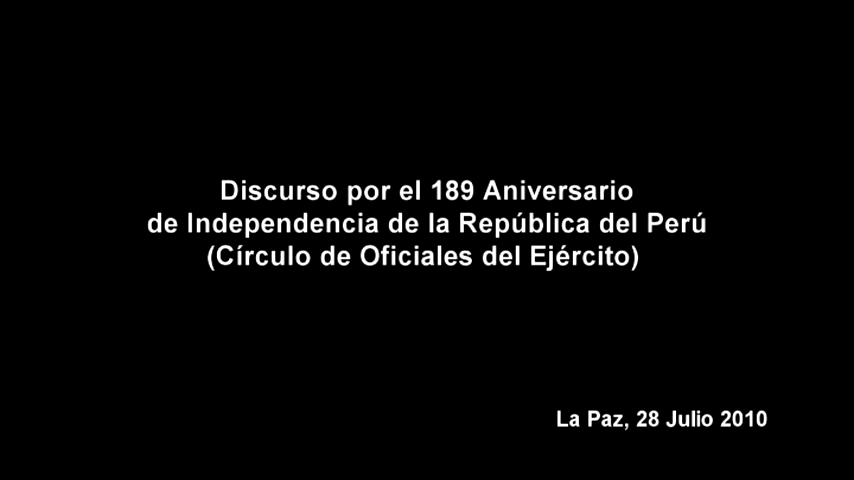 Discurso por el 189 Aniversario
de Independencia de la República del Perú
(Círculo de Oficiales del Ejército)
La Paz, 28 Julio 2010